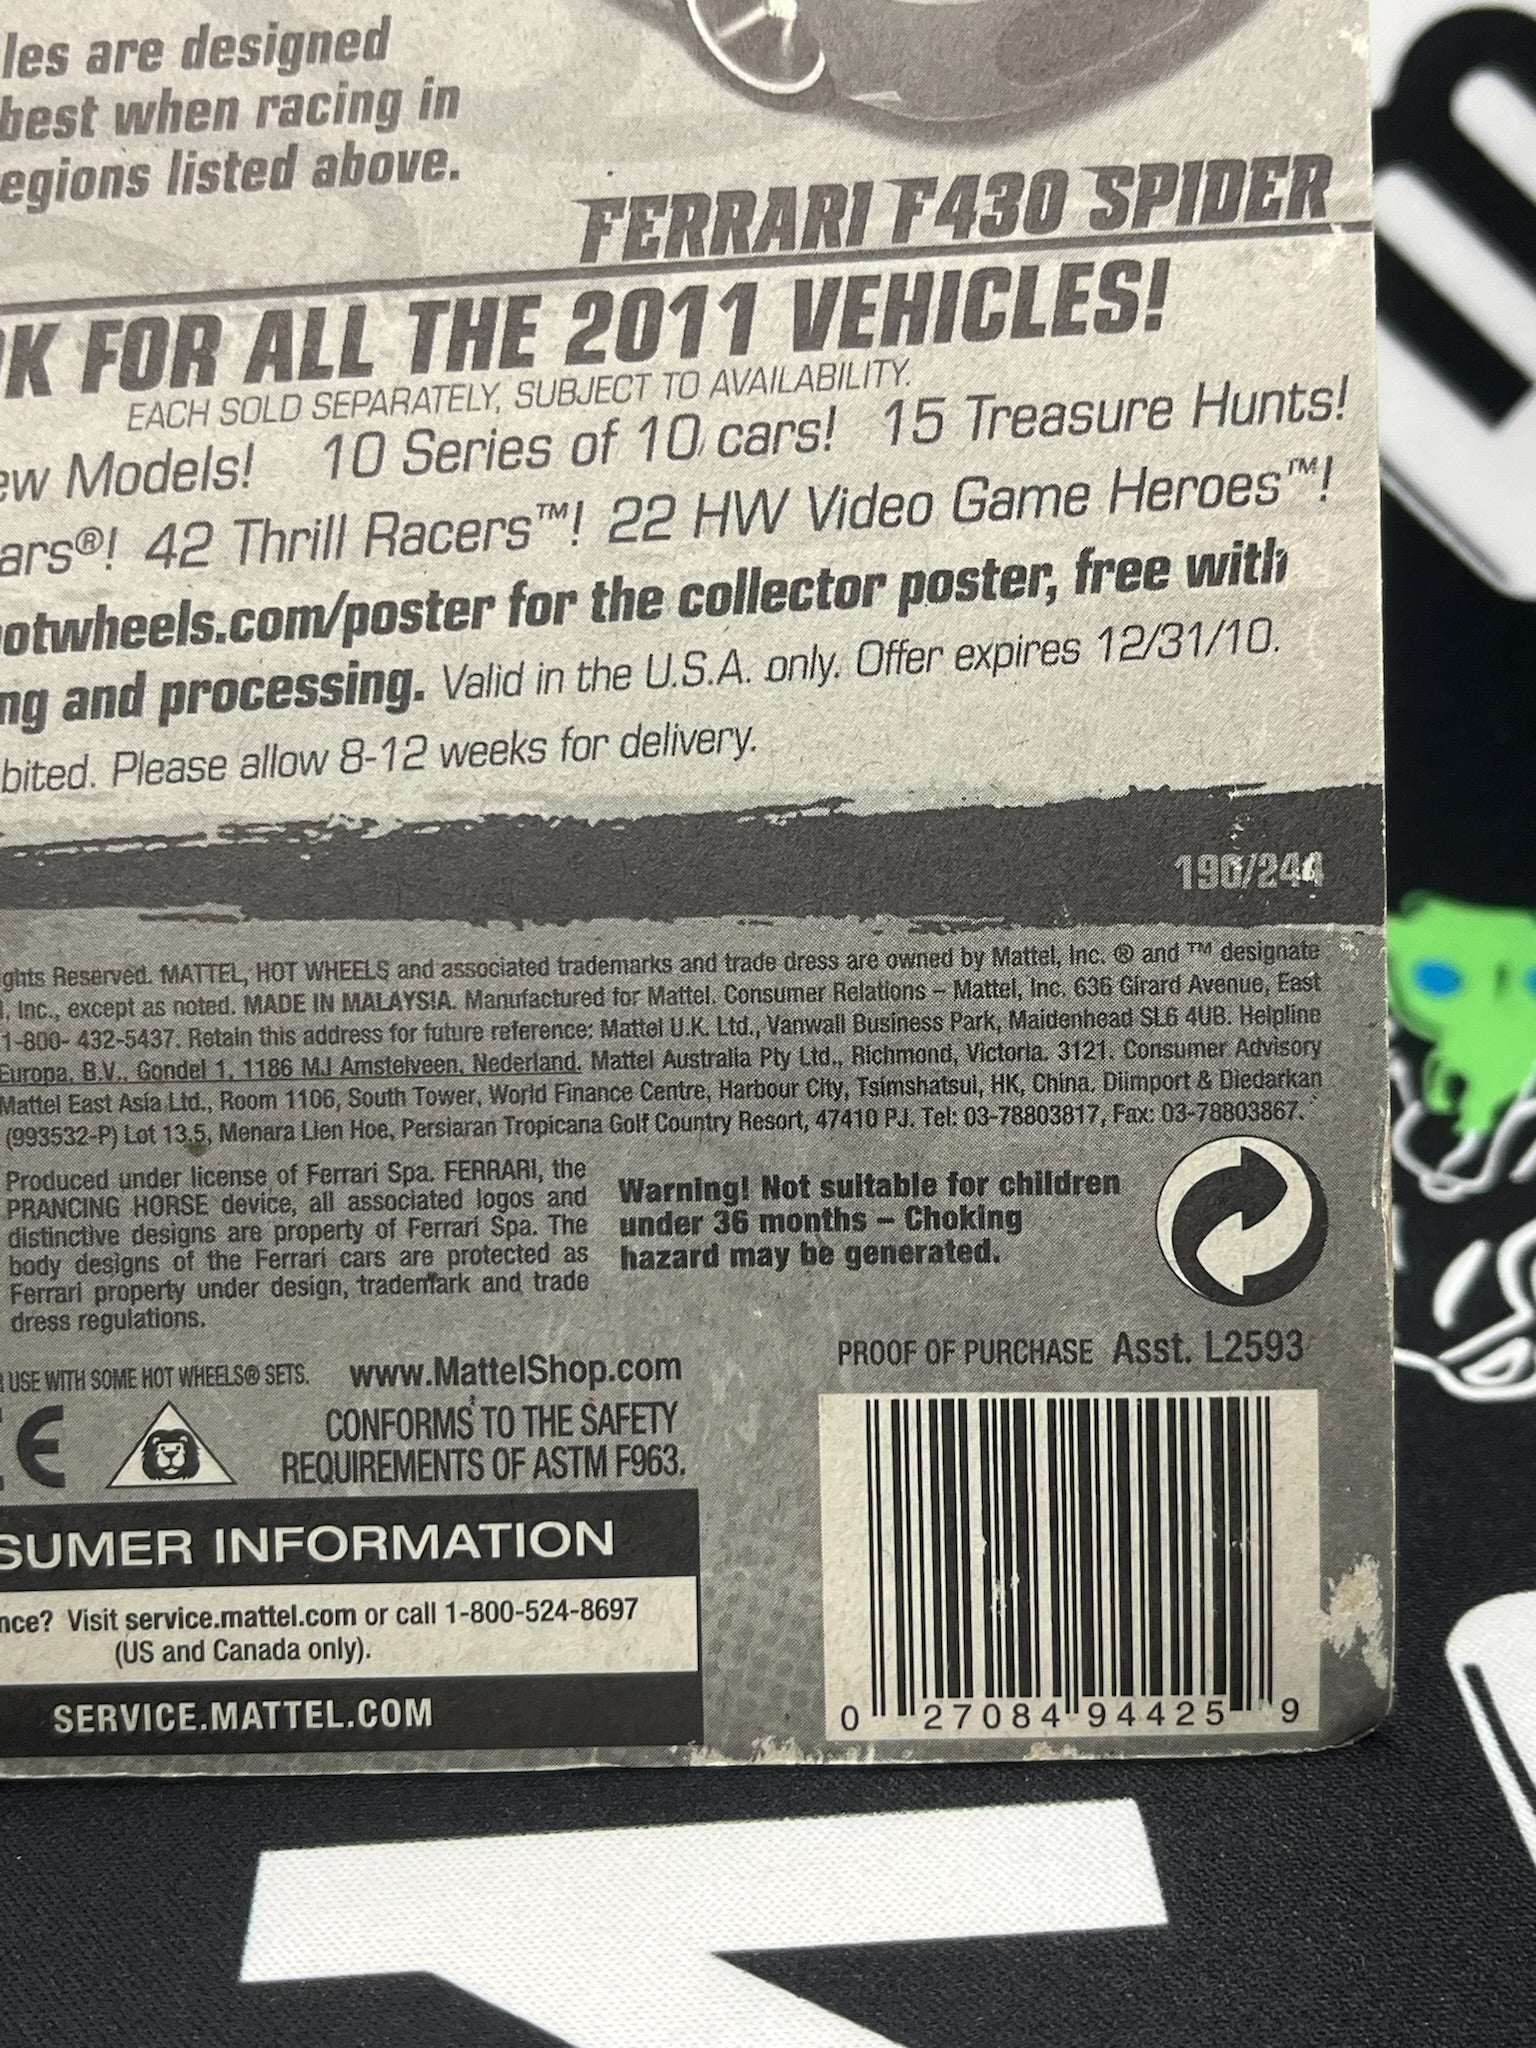 are designed
best when racing in
listed above.
FERRARI F430 SPIDER
FOR ALL THE 2011 VEHICLES!
EACH SOLD SEPARATELY, SUBJECT TO AVAILABILITY.
Models! 10 Series of 10 cars! 15 Treasure Hunts!
42 Thrill Racers™! 22 HW Video Game Heroes™!
otwheels.com/poster for the collector poster, free with
and processing. Valid in the U.S.A. only. Offer expires 12/31/10.
Please allow 8-12 weeks for delivery.
190/244
Reserved. MATTEL, HOT WHEELS and associated trademarks and trade dress are owned by Mattel, Inc. ® and ™ designate
Inc., except as noted. MADE IN MALAYSIA. Manufactured for Mattel. Consumer Relations – Mattel, Inc. 636 Girard Avenue, East
1-800- 432-5437. Retain this address for future reference: Mattel U.K. Ltd., Vanwall Business Park, Maidenhead SL6 4UB. Helpline
Europa, B.V., Gondel 1, 1186 MJ Amstelveen, Nederland. Mattel Australia Pty Ltd., Richmond, Victoria. 3121. Consumer Advisory
Mattel East Asia Ltd., Room 1106, South Tower, World Finance Centre, Harbour City, Tsimshatsui, HK, China. Diimport & Diedarkan
(993532-P) Lot 13.5, Menara Lien Hoe, Persiaran Tropicana Golf Country Resort, 47410 PJ. Tel: 03-78803817, Fax: 03-78803867.
Produced under license of Ferrari Spa. FERRARI, the
PRANCING HORSE device, all associated logos and
distinctive designs are property of Ferrari Spa. The
body designs of the Ferrari cars are protected as
Ferrari property under design, trademark and trade
dress regulations.
Warning! Not suitable for children
under 36 months – Choking
hazard may be generated.
PROOF OF PURCHASE Asst. L2593
USE WITH SOME HOT WHEELS® SETS. www.MattelShop.com
CE
CONFORMS TO THE SAFETY
REQUIREMENTS OF ASTM F963.
SUMER INFORMATION
Visit service.mattel.com or call 1-800-524-8697
(US and Canada only).
SERVICE.MATTEL.COM
0 27084 94425 9